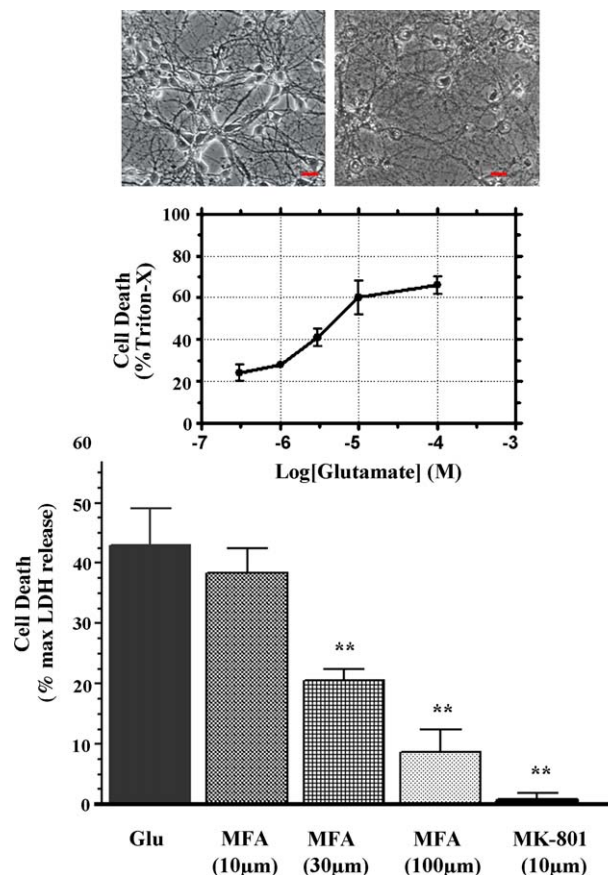 100
80
60
40
20
0
Cell Death
(%Triton-X)
-7 -6 -5 -4 -3
Log[Glutamate] (M)
60
50
40
30
20
10
0
Cell Death
(% max LDH release)
**
**
**
Glu MFA MFA MFA MK-801
(10µm) (30µm) (100µm) (10µm)